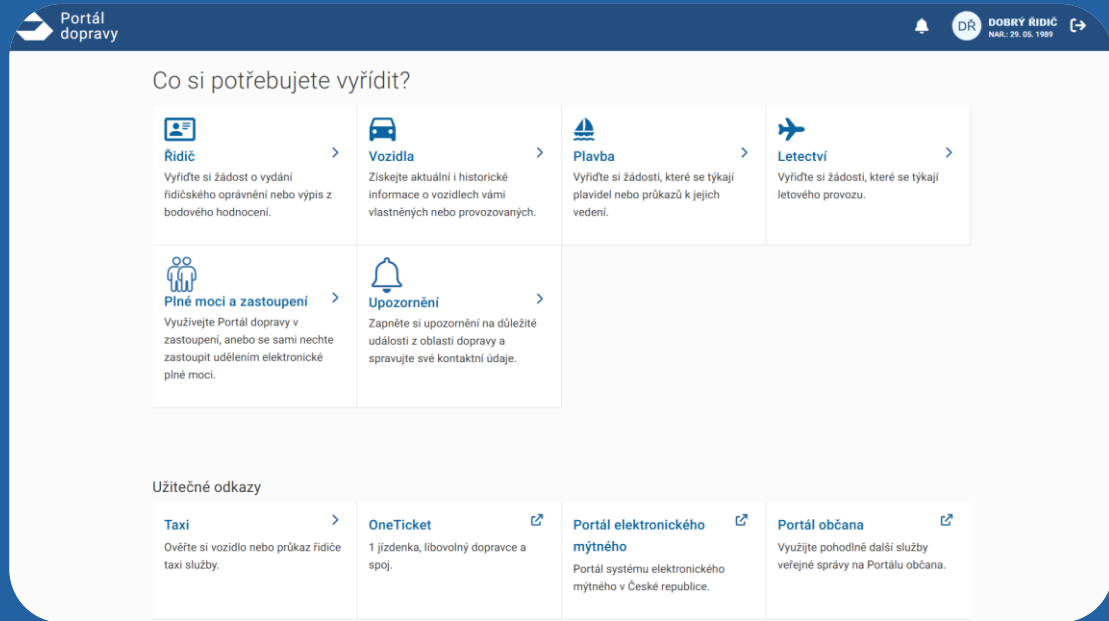 Portál
dopravy
DŘ
DOBRÝ ŘIDIČ
NAR.: 29. 05. 1989
Co si potřebujete vyřídit?
Řidič
Vyřiďte si žádost o vydání
řidičského oprávnění nebo výpis z
bodového hodnocení.
Vozidla
Získejte aktuální i historické
informace o vozidlech vámi
vlastněných nebo provozovaných.
Plavba
Vyřiďte si žádosti, které se týkají
plavidel nebo průkazů k jejich
vedení.
Letectví
Vyřiďte si žádosti, které se týkají
letového provozu.
Plné moci a zastoupení
Využívejte Portál dopravy v
zastoupení, anebo se sami nechte
zastoupit udělením elektronické
plné moci.
Upozornění
Zapněte si upozornění na důležité
události z oblasti dopravy a
spravujte své kontaktní údaje.
Užitečné odkazy
Taxi
Ověřte si vozidlo nebo průkaz řidiče
taxi služby.
OneTicket
1 jízdenka, libovolný dopravce a
spoj.
Portál elektronického
mýtného
Portál systému elektronického
mýtného v České republice.
Portál občana
Využijte pohodlně další služby
veřejné správy na Portálu občana.